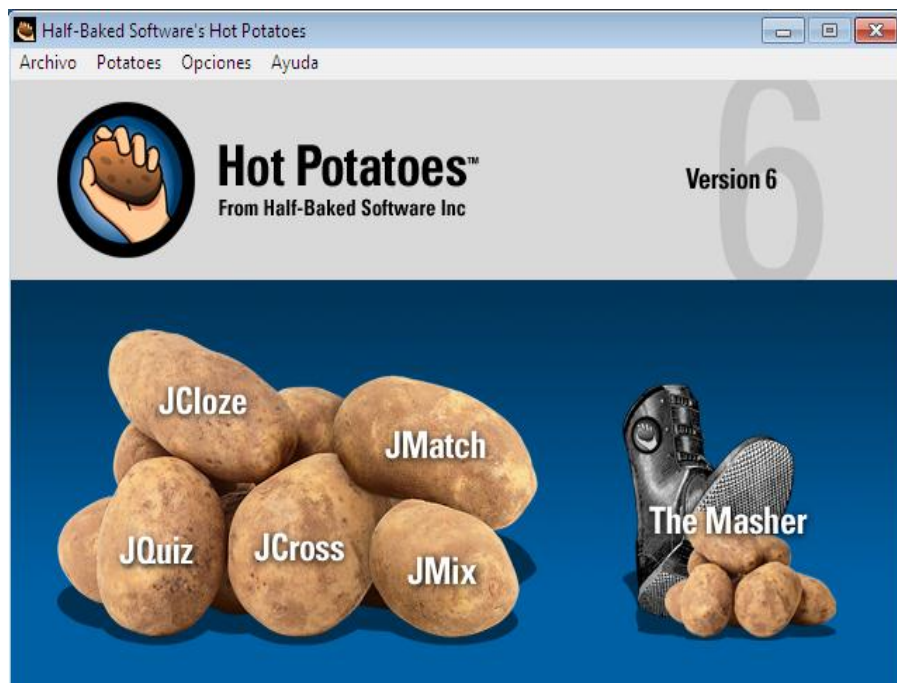 Half-Baked Software's Hot Potatoes
Archivo Potatoes Opciones Ayuda
Hot Potatoes™
From Half-Baked Software Inc
Version 6
6
JCloze
JMatch
JQuiz
JCross
JMix
The Masher